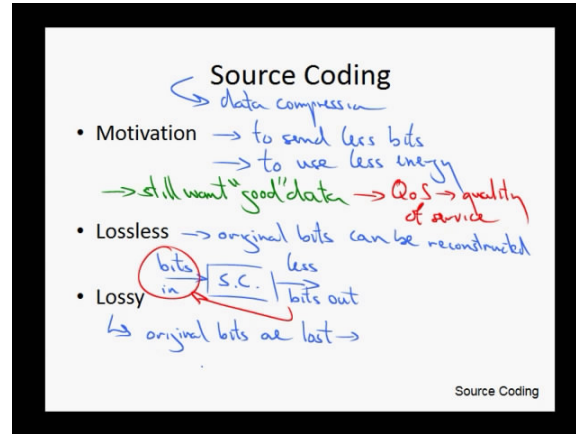 Source Coding
↳ data compression
• Motivation → to send less bits
→ to use less energy
→ still want "good" data → QoS → quality
of service
• Lossless → original bits can be reconstructed
bits in → S.C. → less bits out
• Lossy
↳ original bits are lost →
Source Coding